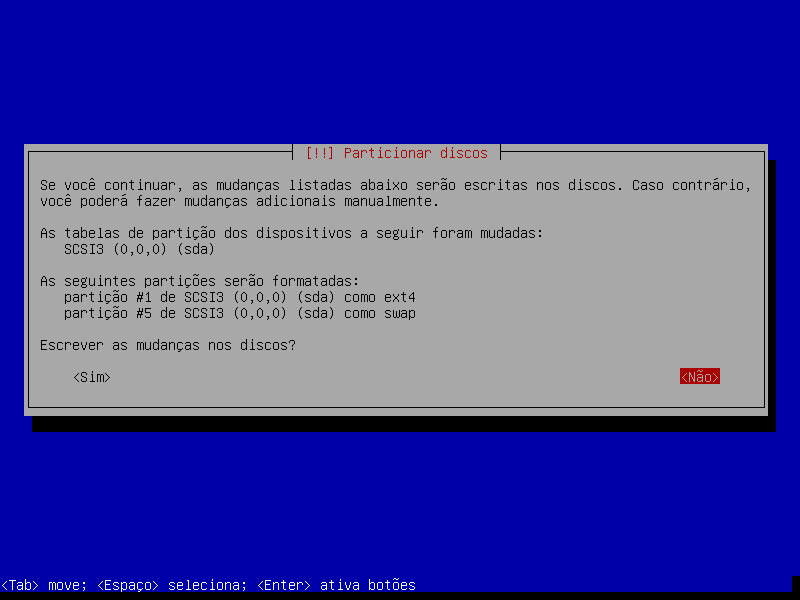 [!!] Particionar discos
Se você continuar, as mudanças listadas abaixo serão escritas nos discos. Caso contrário,
você poderá fazer mudanças adicionais manualmente.
As tabelas de partição dos dispositivos a seguir foram mudadas:
SCSI3 (0,0,0) (sda)
As seguintes partições serão formatadas:
partição #1 de SCSI3 (0,0,0) (sda) como ext4
partição #5 de SCSI3 (0,0,0) (sda) como swap
Escrever as mudanças nos discos?
<Sim> <Não>
<Tab> move; <Espaço> seleciona; <Enter> ativa botões